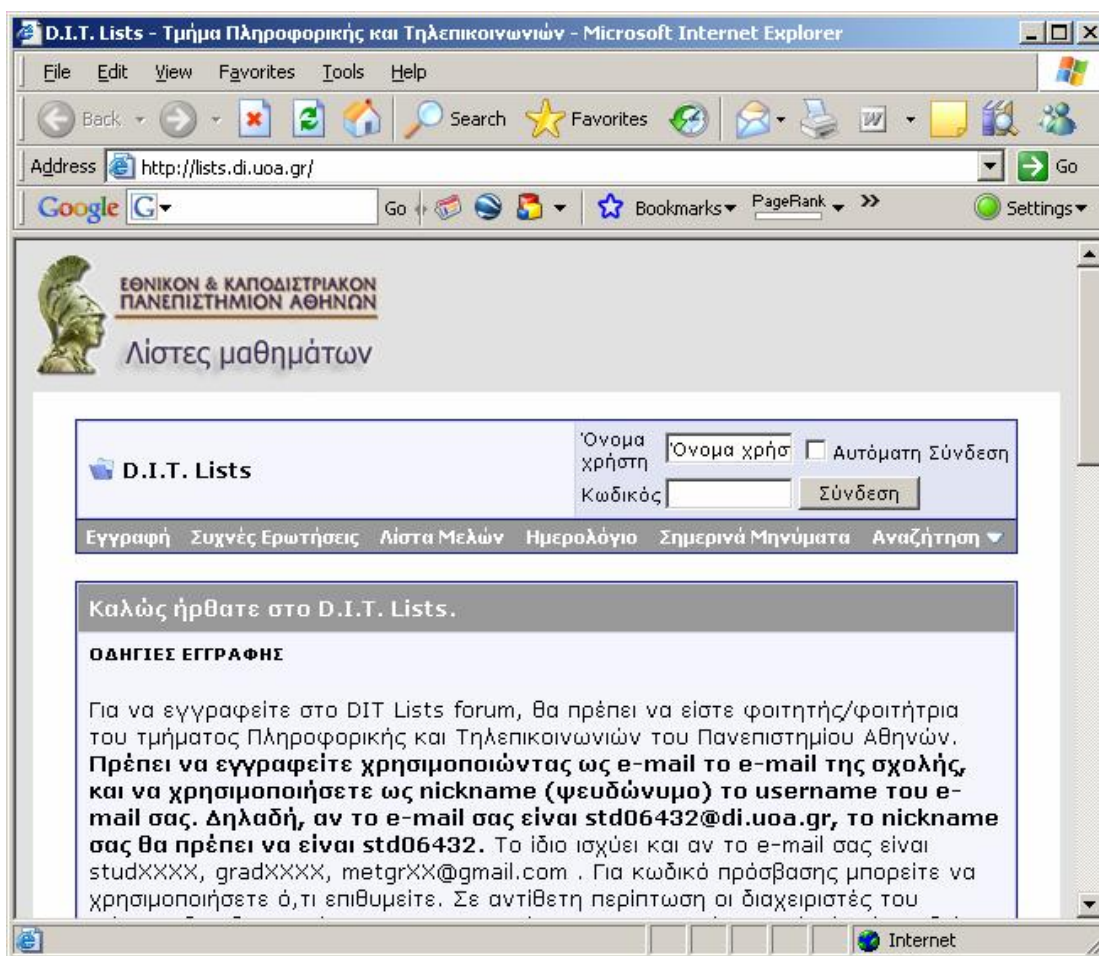 D.I.T. Lists - Τμήμα Πληροφορικής και Τηλεπικοινωνιών - Microsoft Internet Explorer
File Edit View Favorites Tools Help
Back Search Favorites
Address http://lists.di.uoa.gr/ Go
Google G Go Bookmarks PageRank Settings
ΕΘΝΙΚΟΝ & ΚΑΠΟΔΙΣΤΡΙΑΚΟΝ
ΠΑΝΕΠΙΣΤΗΜΙΟΝ ΑΘΗΝΩΝ
Λίστες μαθημάτων
D.I.T. Lists
Όνομα χρήστη Όνομα χρήσ Αυτόματη Σύνδεση
Κωδικός Σύνδεση
Εγγραφή Συχνές Ερωτήσεις Λίστα Μελών Ημερολόγιο Σημερινά Μηνύματα Αναζήτηση
Καλώς ήρθατε στο D.I.T. Lists.
ΟΔΗΓΙΕΣ ΕΓΓΡΑΦΗΣ
Για να εγγραφείτε στο DIT Lists forum, θα πρέπει να είστε φοιτητής/φοιτήτρια
του τμήματος Πληροφορικής και Τηλεπικοινωνιών του Πανεπιστημίου Αθηνών.
Πρέπει να εγγραφείτε χρησιμοποιώντας ως e-mail το e-mail της σχολής,
και να χρησιμοποιήσετε ως nickname (ψευδώνυμο) το username του e-
mail σας. Δηλαδή, αν το e-mail σας είναι std06432@di.uoa.gr, το nickname
σας θα πρέπει να είναι std06432. Το ίδιο ισχύει και αν το e-mail σας είναι
studXXXX, gradXXXX, metgrXX@gmail.com . Για κωδικό πρόσβασης μπορείτε να
χρησιμοποιήσετε ό,τι επιθυμείτε. Σε αντίθετη περίπτωση οι διαχειριστές του
Internet